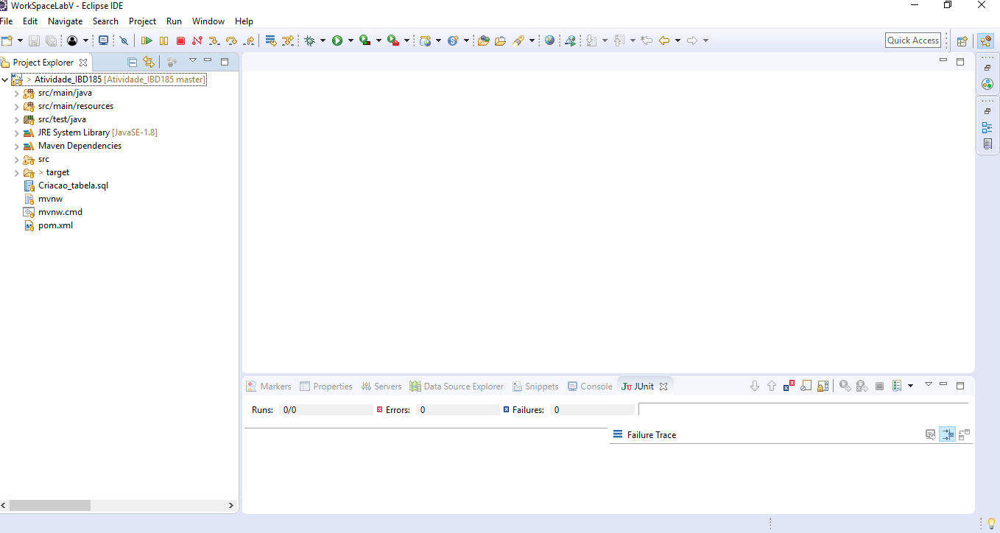 WorkSpaceLabV - Eclipse IDE
File Edit Navigate Search Project Run Window Help
Quick Access
Project Explorer
> Atividade_IBD185 [Atividade_IBD185 master]
src/main/java
src/main/resources
src/test/java
JRE System Library [JavaSE-1.8]
Maven Dependencies
src
> target
Criacao_tabela.sql
mvnw
mvnw.cmd
pom.xml
Markers Properties Servers Data Source Explorer Snippets Console JUnit
Runs: 0/0 Errors: 0 Failures: 0
Failure Trace